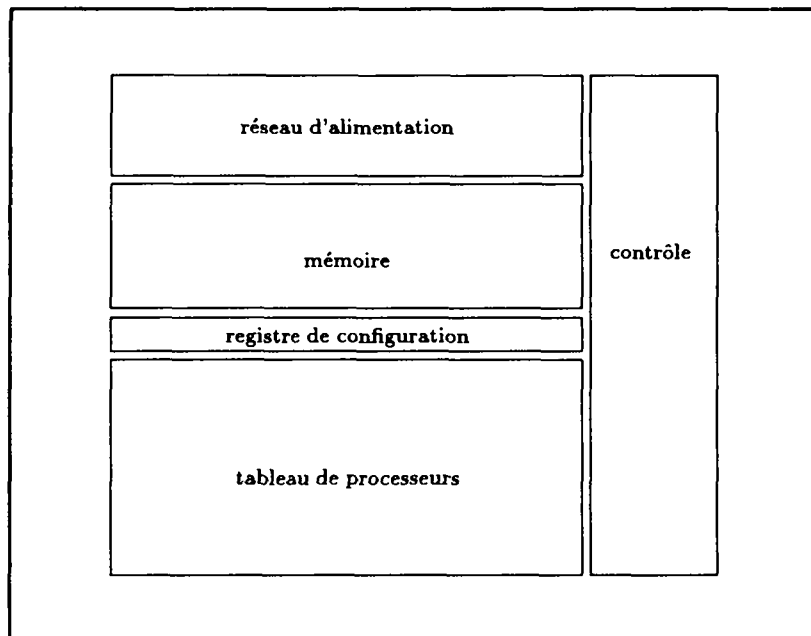 réseau d'alimentation
mémoire
contrôle
registre de configuration
tableau de processeurs